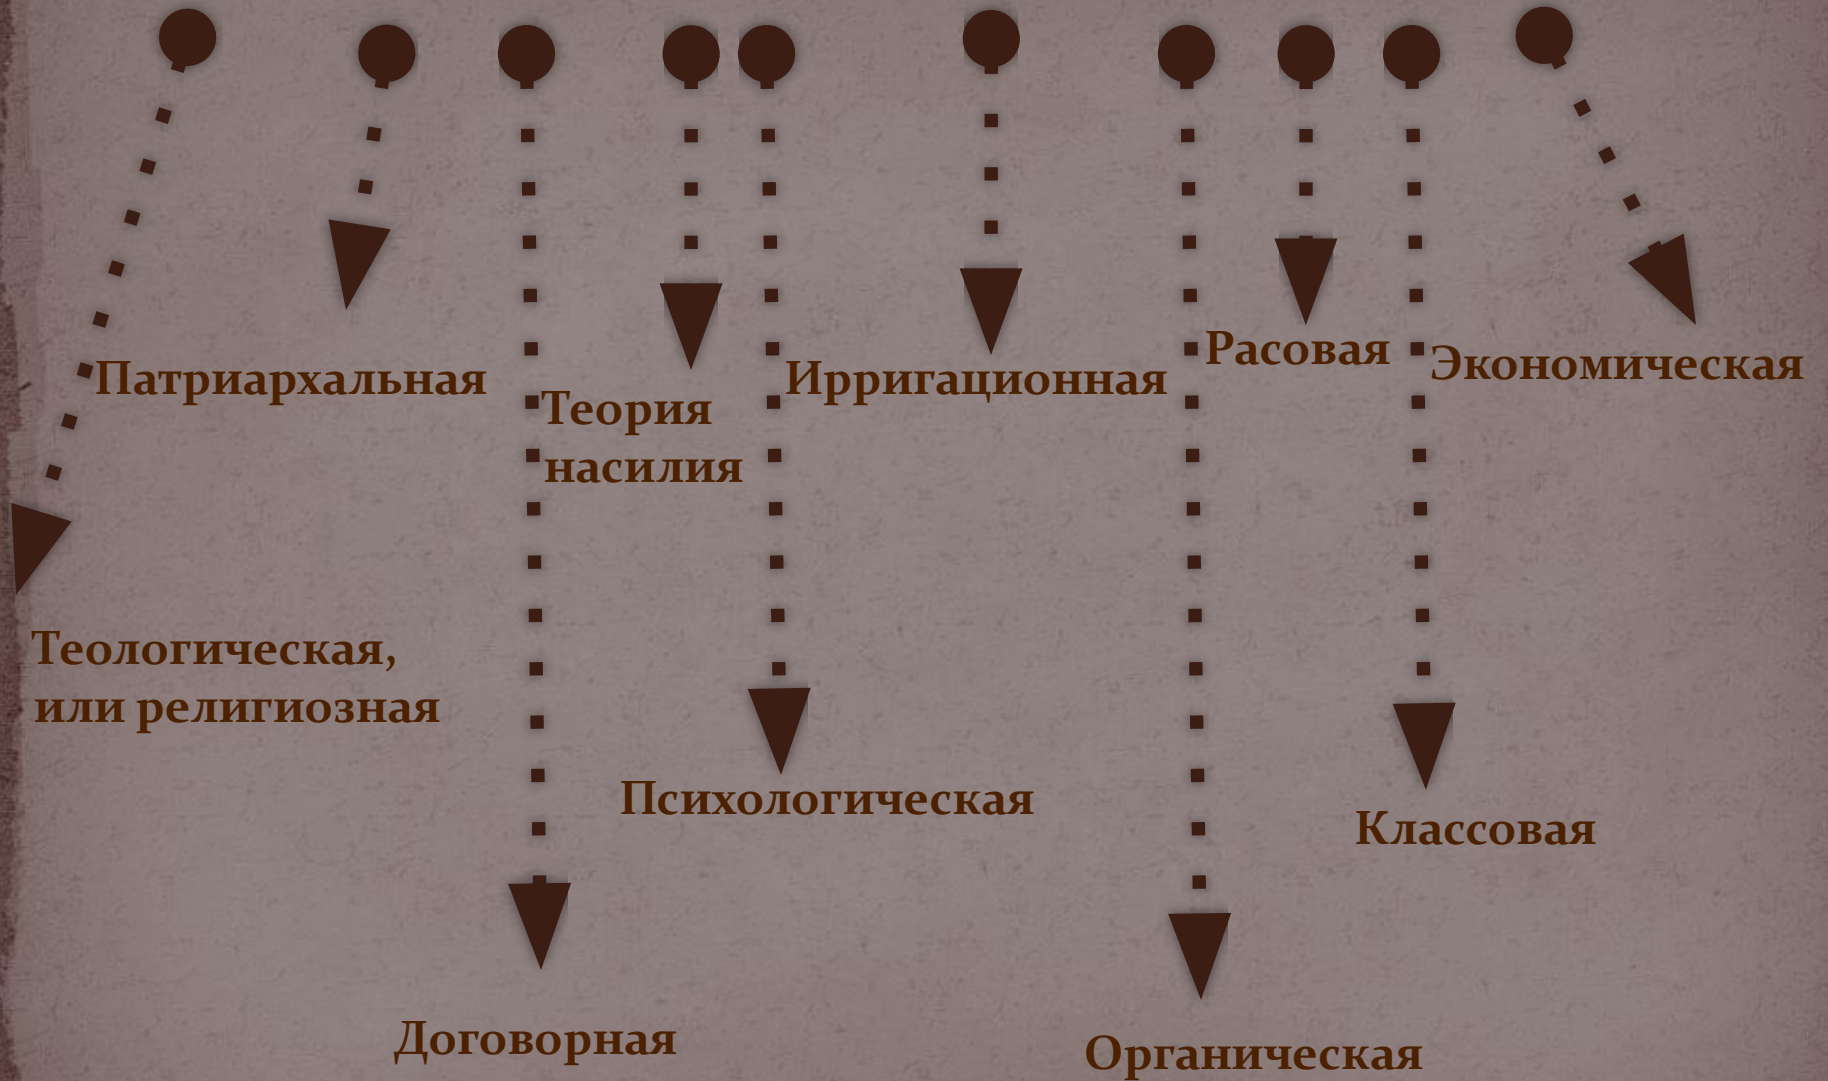 Расовая
Патриархальная
Ирригационная
Экономическая
Теория
насилия
Теологическая,
или религиозная
Психологическая
Классовая
Договорная
Органическая